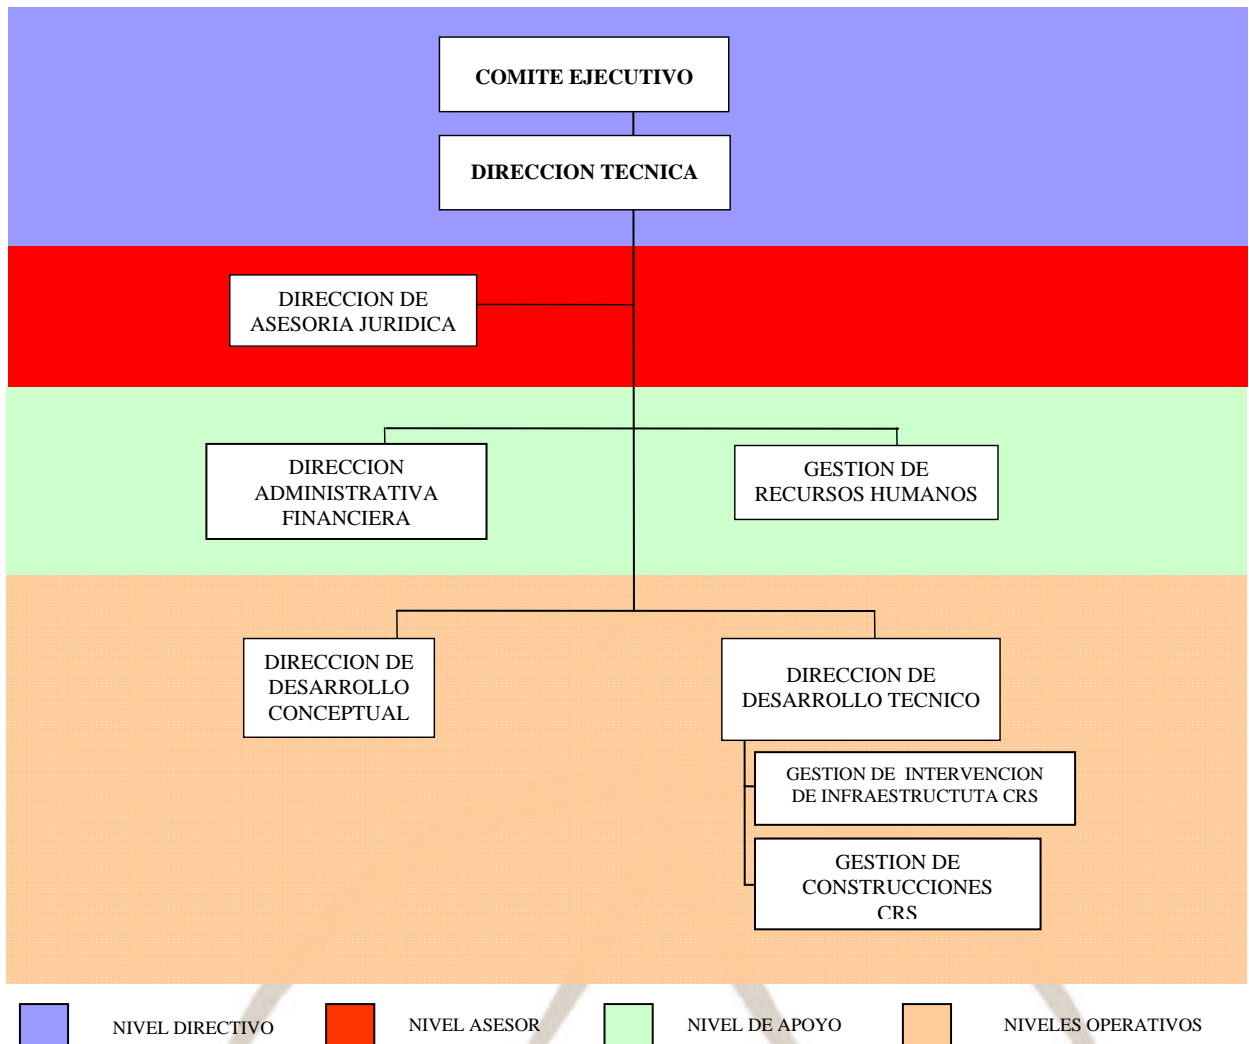 COMITE EJECUTIVO
DIRECCION TECNICA
DIRECCION DE
ASESORIA JURIDICA
DIRECCION
ADMINISTRATIVA
FINANCIERA
GESTION DE
RECURSOS HUMANOS
DIRECCION DE
DESARROLLO
CONCEPTUAL
DIRECCION DE
DESARROLLO TECNICO
GESTION DE INTERVENCION
DE INFRAESTRUCTUTA CRS
GESTION DE
CONSTRUCCIONES
CRS
NIVEL DIRECTIVO
NIVEL ASESOR
NIVEL DE APOYO
NIVELES OPERATIVOS